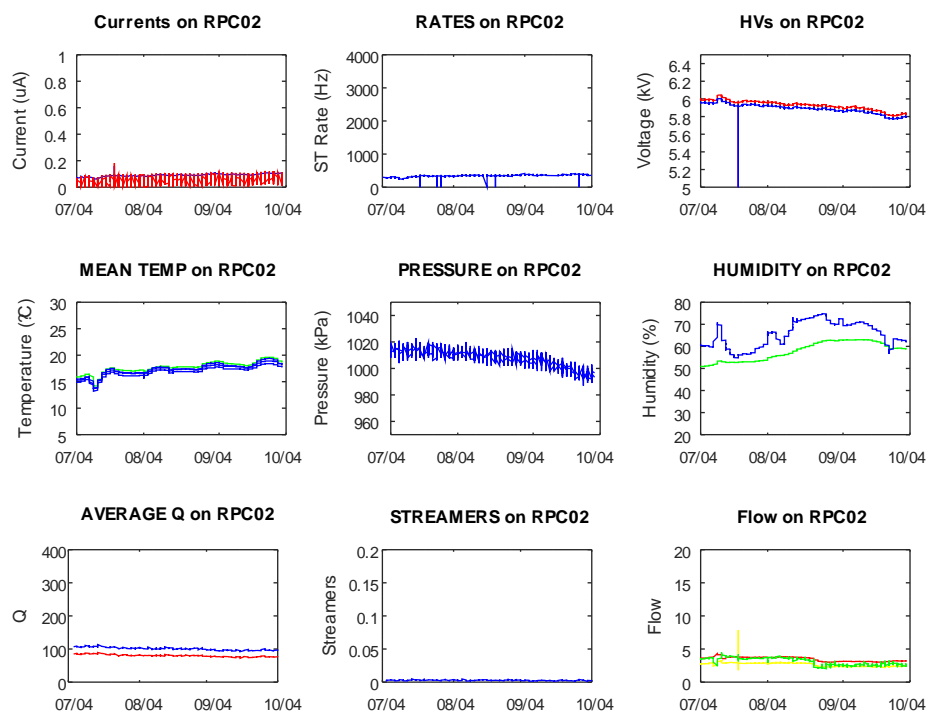 Currents on RPC02
Current (uA)
1
0.8
0.6
0.4
0.2
0
07/04 08/04 09/04 10/04
RATES on RPC02
ST Rate (Hz)
4000
3000
2000
1000
0
07/04 08/04 09/04 10/04
HVs on RPC02
Voltage (kV)
6.4
6.2
6
5.8
5.6
5.4
5.2
5
07/04 08/04 09/04 10/04
MEAN TEMP on RPC02
Temperature (?C)
30
25
20
15
10
5
07/04 08/04 09/04 10/04
PRESSURE on RPC02
Pressure (kPa)
1040
1020
1000
980
960
07/04 08/04 09/04 10/04
HUMIDITY on RPC02
Humidity (%)
80
70
60
50
40
30
20
07/04 08/04 09/04 10/04
AVERAGE Q on RPC02
Q
400
300
200
100
0
07/04 08/04 09/04 10/04
STREAMERS on RPC02
Streamers
0.2
0.15
0.1
0.05
0
07/04 08/04 09/04 10/04
Flow on RPC02
Flow
20
15
10
5
0
07/04 08/04 09/04 10/04